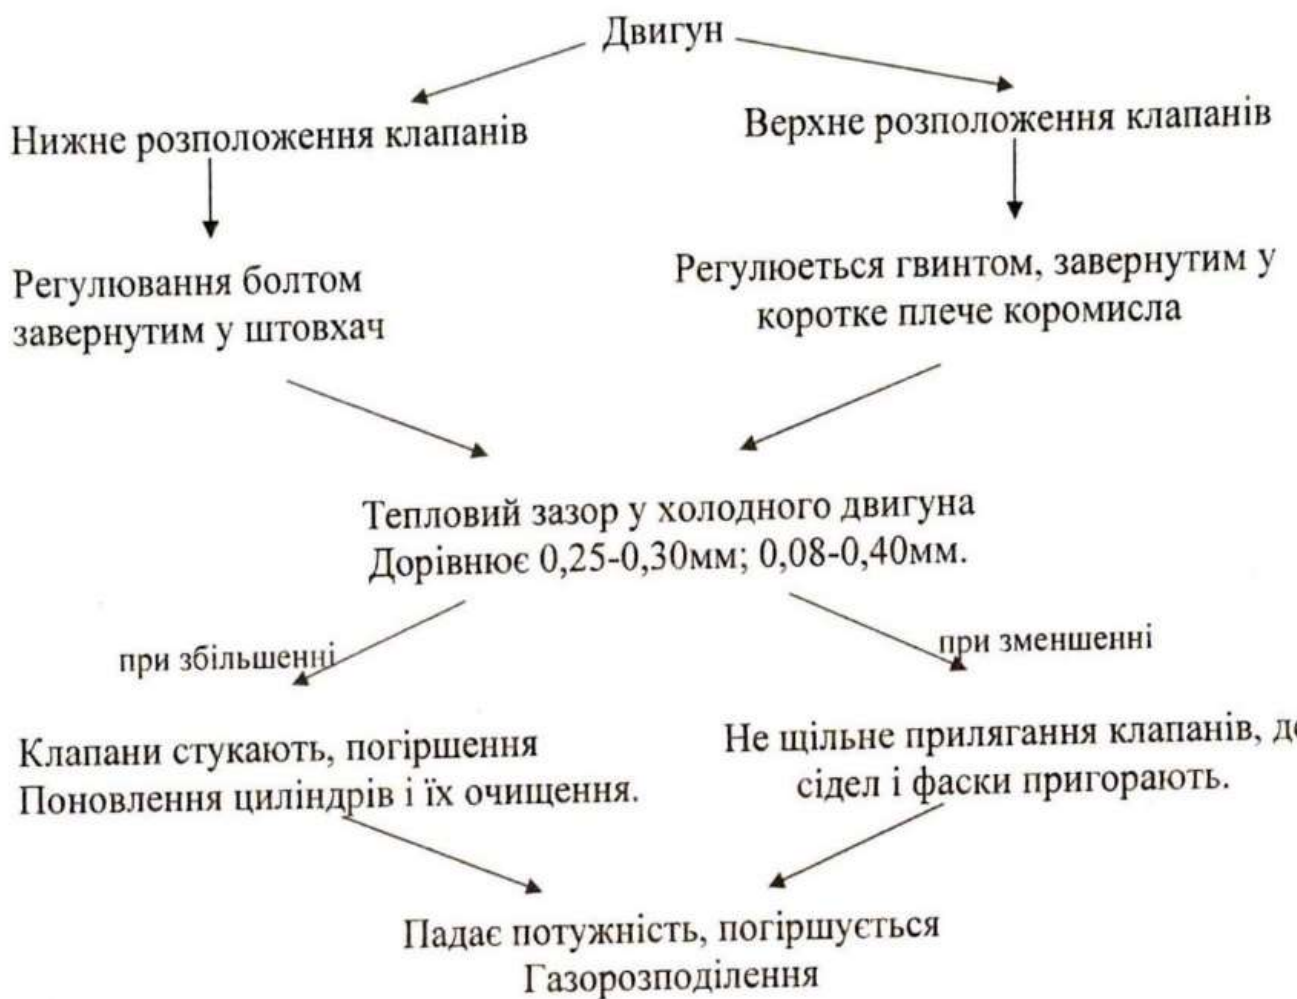 Двигун
Нижне розположення клапанів
Верхне розположення клапанів
Регулювання болтом
завернутим у штовхач
Регулюеться гвинтом, завернутим у
коротке плече коромисла
Тепловий зазор у холодного двигуна
Дорівнює 0,25-0,30мм; 0,08-0,40мм.
при збільшенні
при зменшенні
Клапани стукають, погіршення
Поновлення циліндрів і їх очищення.
Не щільне прилягання клапанів, до
сідел і фаски пригорають.
Падає потужність, погіршується
Газорозподілення